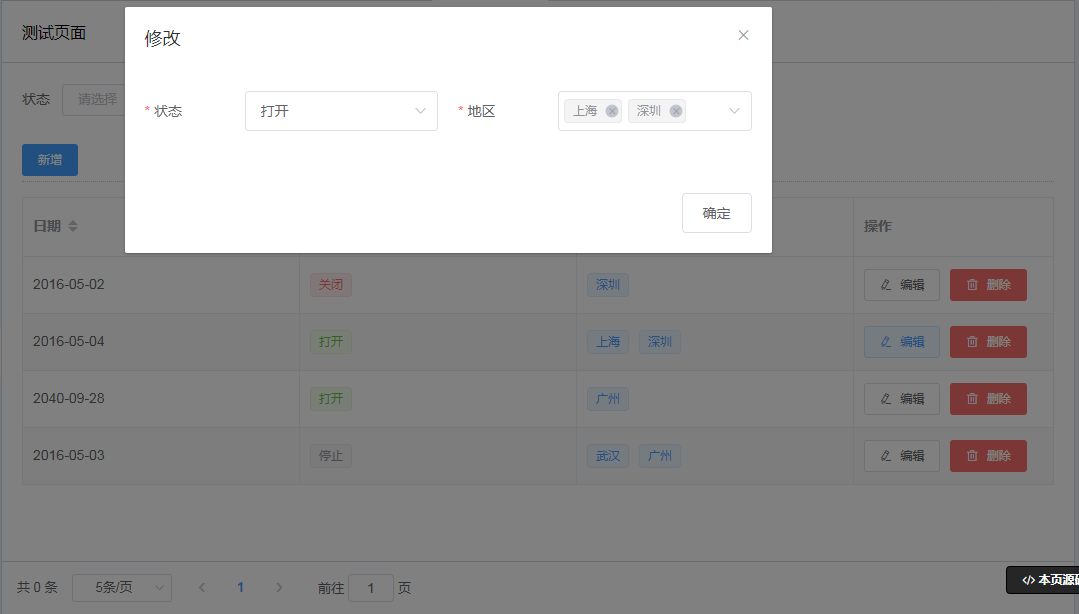 测试页面
修改
状态 请选择
* 状态 打开 * 地区 上海 深圳
新增
确定
日期 操作
2016-05-02 关闭 深圳 编辑 删除
2016-05-04 打开 上海 深圳 编辑 删除
2040-09-28 打开 广州 编辑 删除
2016-05-03 停止 武汉 广州 编辑 删除
共 0 条 5条/页 1 前往 1 页
</> 本页源